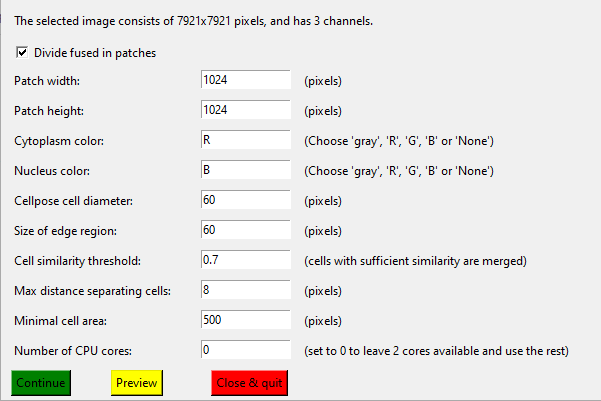 The selected image consists of 7921x7921 pixels, and has 3 channels.
Divide fused in patches
Patch width: 1024 (pixels)
Patch height: 1024 (pixels)
Cytoplasm color: R (Choose 'gray', 'R', 'G', 'B' or 'None')
Nucleus color: B (Choose 'gray', 'R', 'G', 'B' or 'None')
Cellpose cell diameter: 60 (pixels)
Size of edge region: 60 (pixels)
Cell similarity threshold: 0.7 (cells with sufficient similarity are merged)
Max distance separating cells: 8 (pixels)
Minimal cell area: 500 (pixels)
Number of CPU cores: 0 (set to 0 to leave 2 cores available and use the rest)
Continue Preview Close & quit